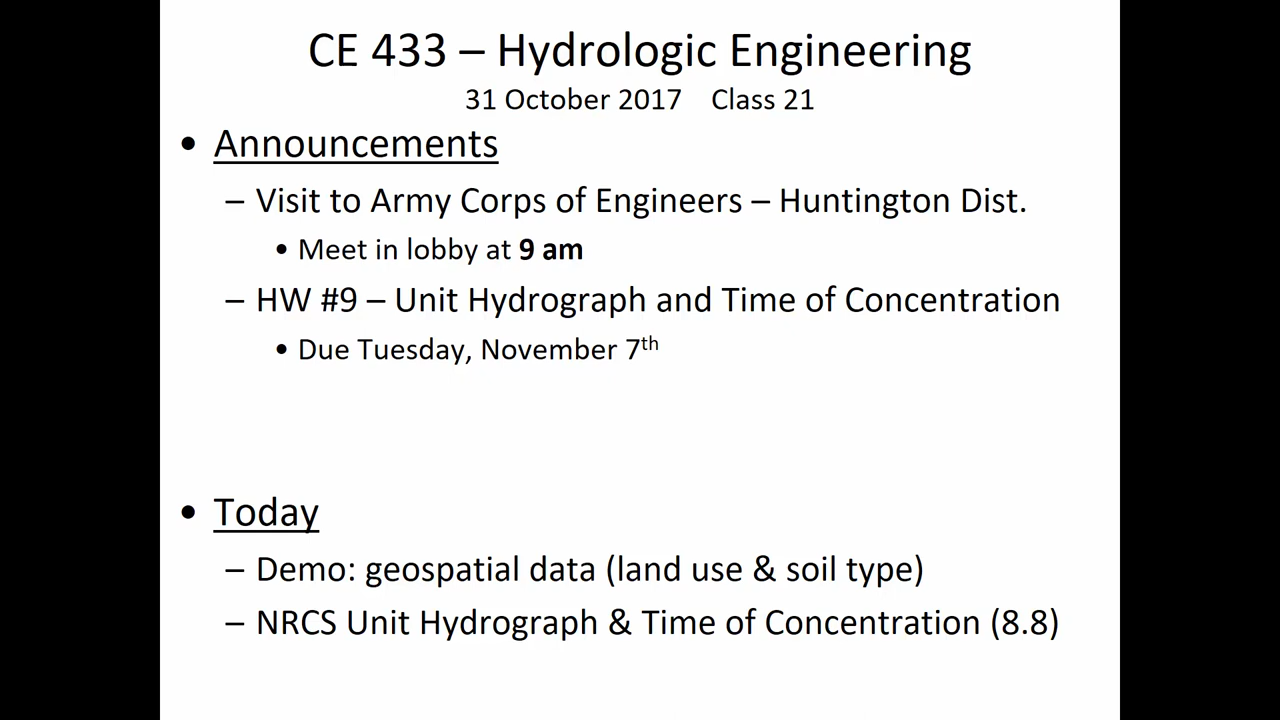 CE 433 – Hydrologic Engineering
31 October 2017 Class 21
• Announcements
– Visit to Army Corps of Engineers – Huntington Dist.
• Meet in lobby at 9 am
– HW #9 – Unit Hydrograph and Time of Concentration
• Due Tuesday, November 7th
• Today
– Demo: geospatial data (land use & soil type)
– NRCS Unit Hydrograph & Time of Concentration (8.8)